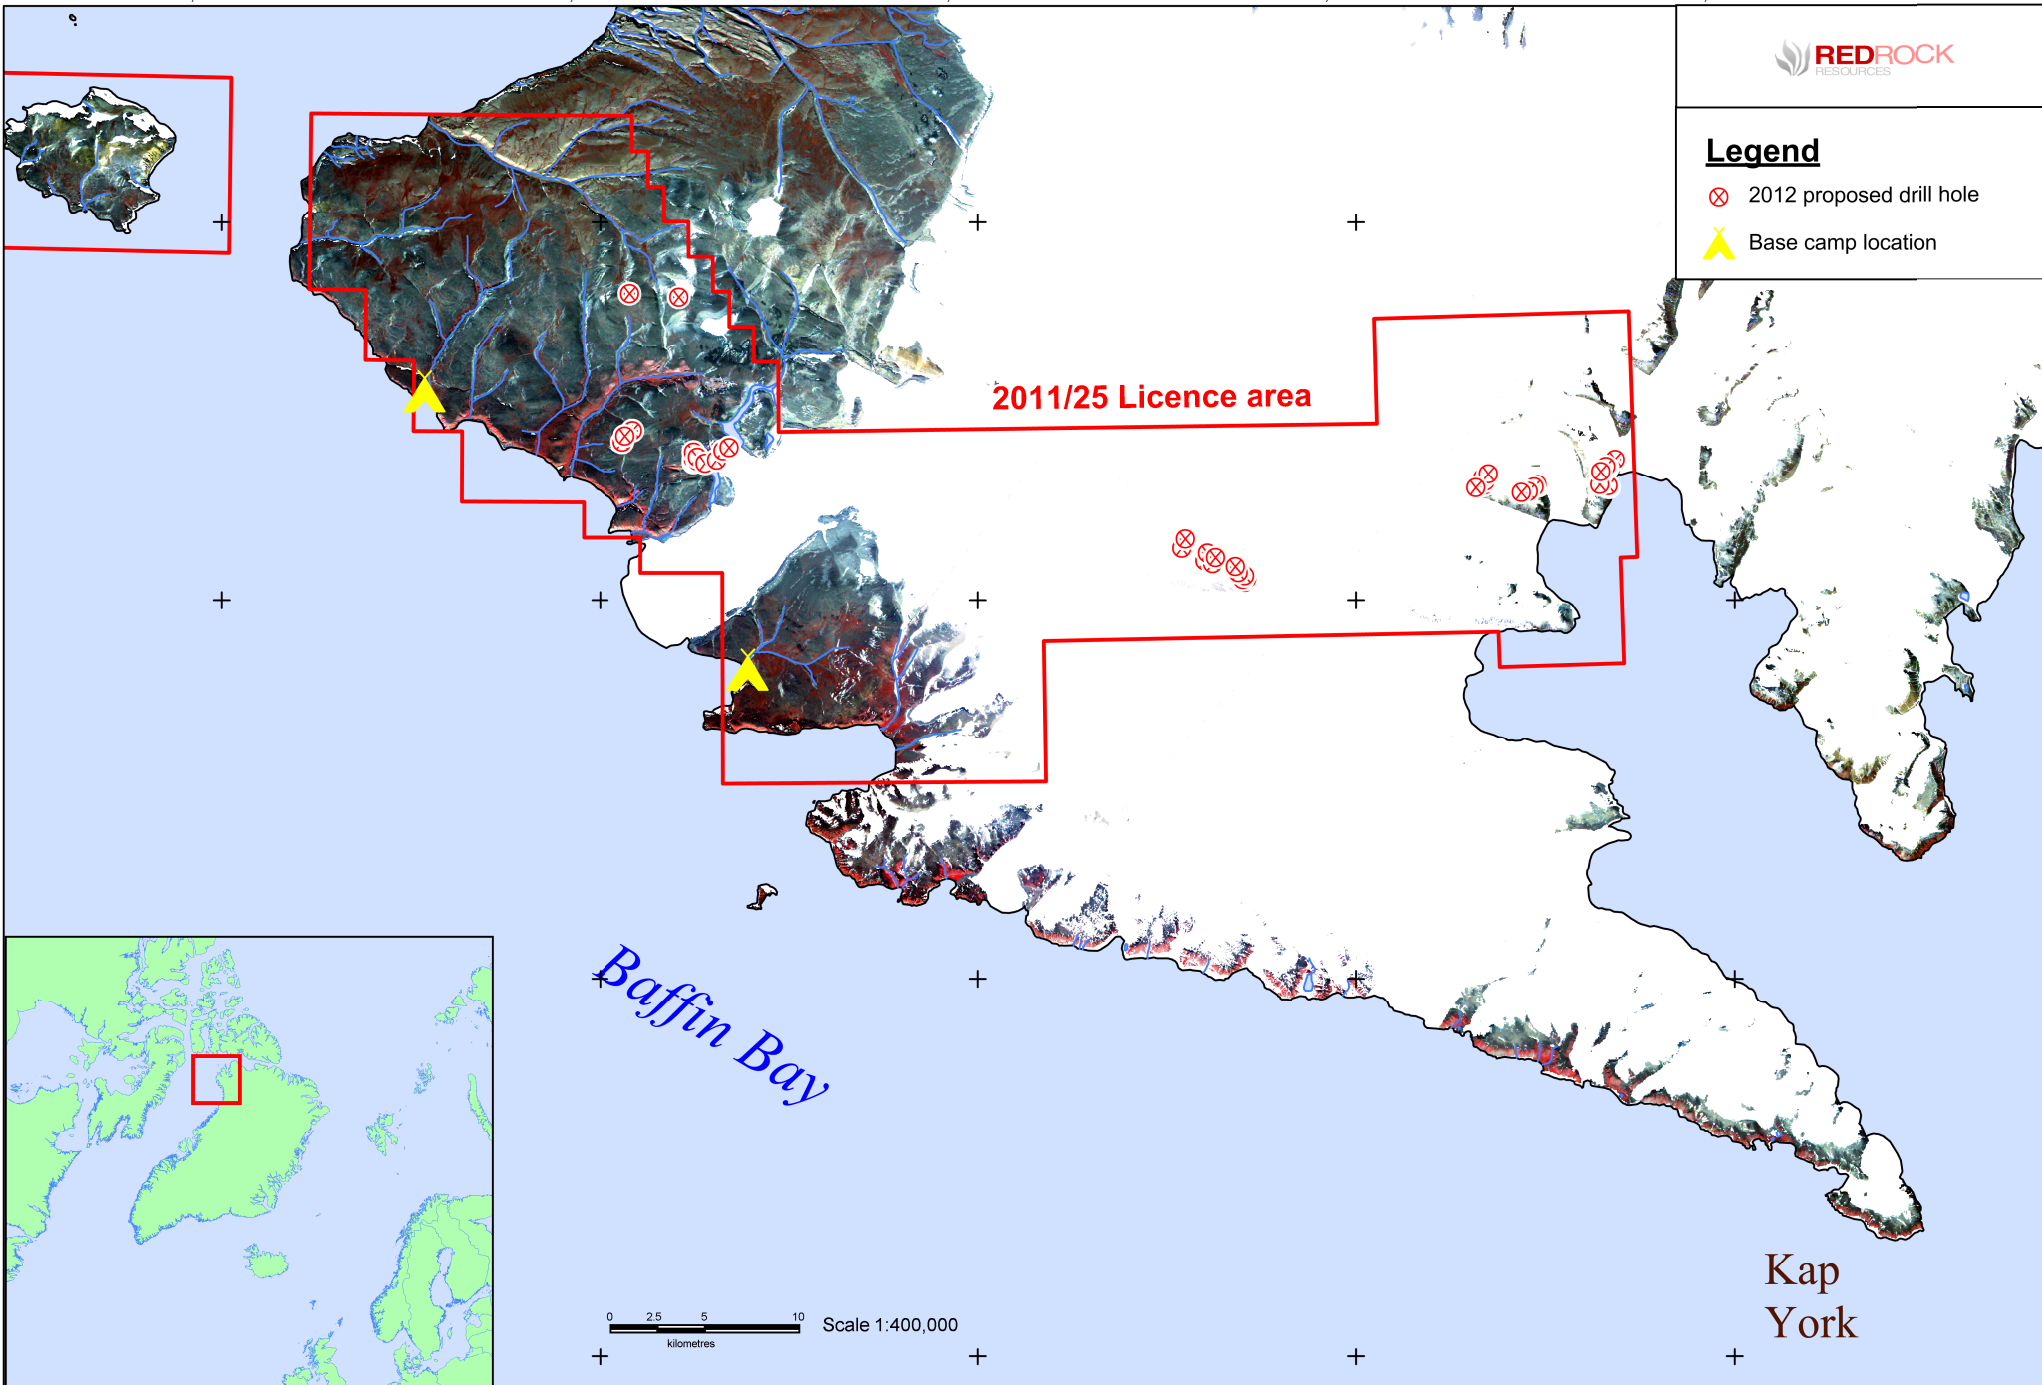 REDROCK
RESOURCES
Legend
2012 proposed drill hole
Base camp location
2011/25 Licence area
Baffin Bay
Kap
York
0 2.5 5 10
kilometres
Scale 1:400,000